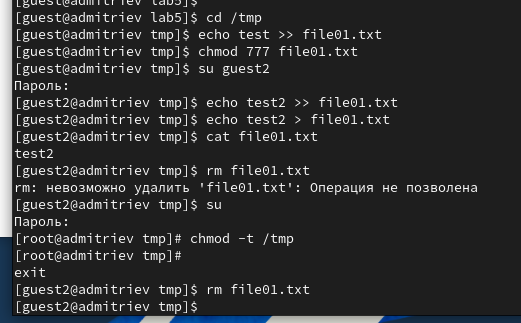 [guest@admitriev lab5]$
[guest@admitriev lab5]$ cd /tmp
[guest@admitriev tmp]$ echo test >> file01.txt
[guest@admitriev tmp]$ chmod 777 file01.txt
[guest@admitriev tmp]$ su guest2
Пароль:
[guest2@admitriev tmp]$ echo test2 >> file01.txt
[guest2@admitriev tmp]$ echo test2 > file01.txt
[guest2@admitriev tmp]$ cat file01.txt
test2
[guest2@admitriev tmp]$ rm file01.txt
rm: невозможно удалить 'file01.txt': Операция не позволена
[guest2@admitriev tmp]$ su
Пароль:
[root@admitriev tmp]# chmod -t /tmp
[root@admitriev tmp]#
exit
[guest2@admitriev tmp]$ rm file01.txt
[guest2@admitriev tmp]$